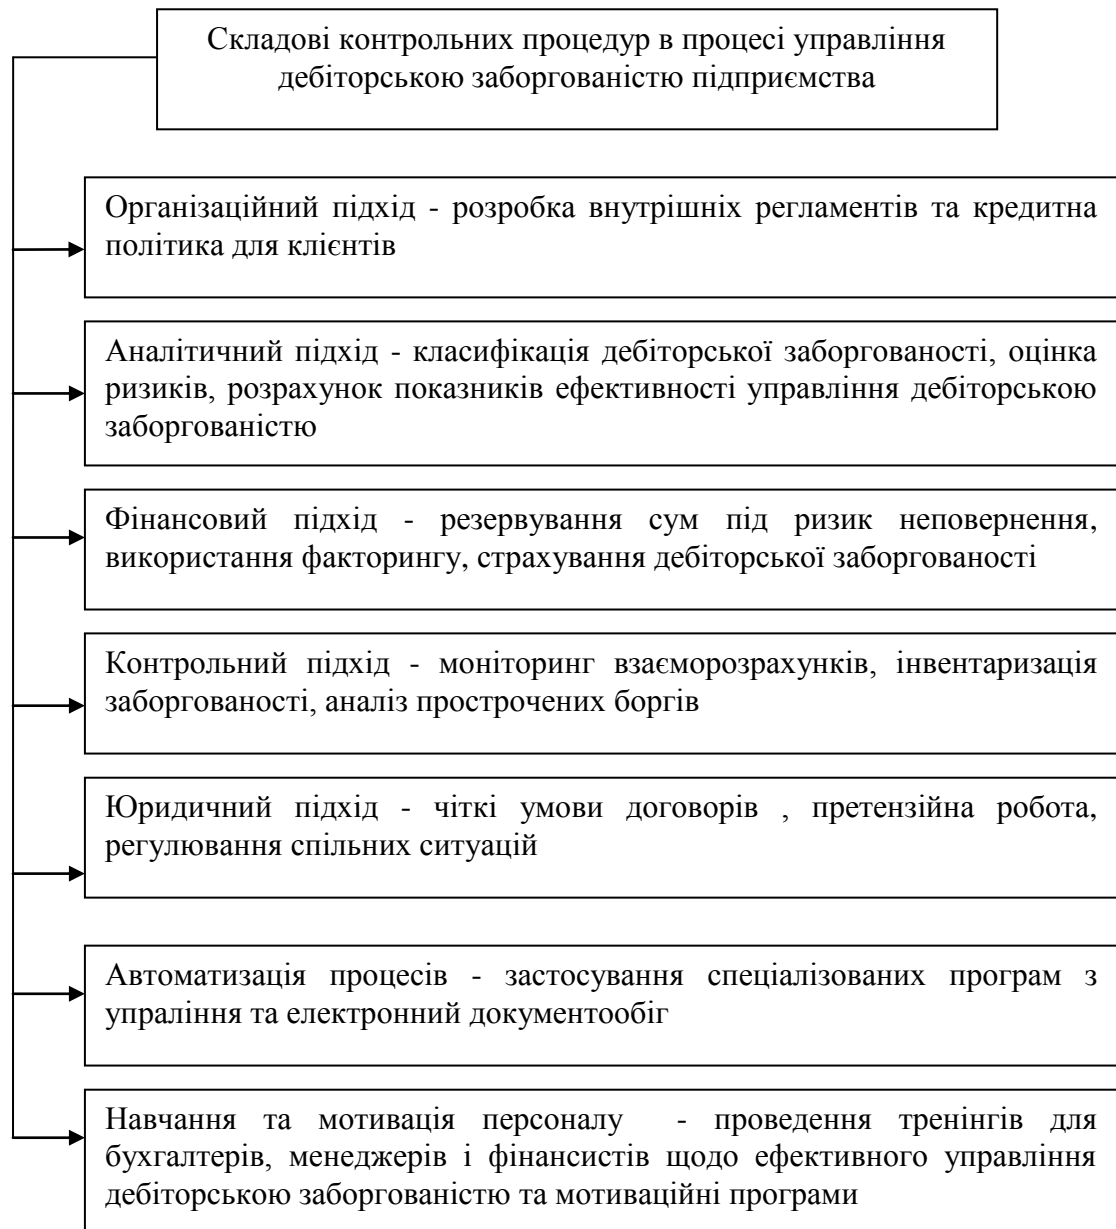 Складові контрольних процедур в процесі управління
дебіторською заборгованістю підприємства
Організаційний підхід - розробка внутрішніх регламентів та кредитна
політика для клієнтів
Аналітичний підхід - класифікація дебіторської заборгованості, оцінка
ризиків, розрахунок показників ефективності управління дебіторською
заборгованістю
Фінансовий підхід - резервування сум під ризик неповернення,
використання факторингу, страхування дебіторської заборгованості
Контрольний підхід - моніторинг взаєморозрахунків, інвентаризація
заборгованості, аналіз прострочених боргів
Юридичний підхід - чіткі умови договорів , претензійна робота,
регулювання спільних ситуацій
Автоматизація процесів - застосування спеціалізованих програм з
упраління та електронний документообіг
Навчання та мотивація персоналу - проведення тренінгів для
бухгалтерів, менеджерів і фінансистів щодо ефективного управління
дебіторською заборгованістю та мотиваційні програми